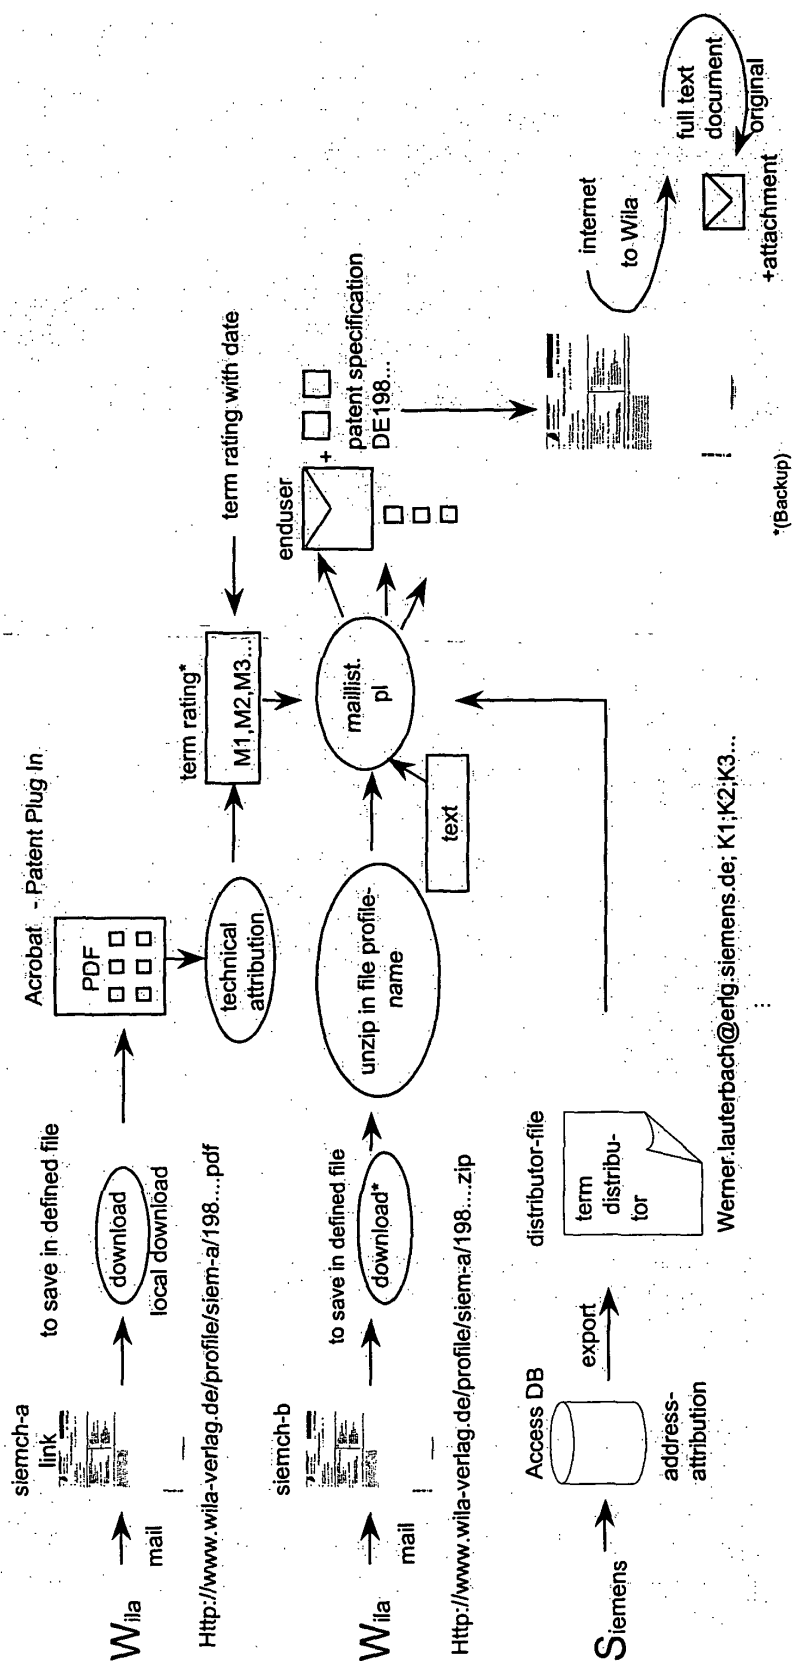 Wila
mail
siemch-a
link
to save in defined file
download
local download
Http://www.wila-verlag.de/profile/siem-a/198....pdf
Acrobat - Patent Plug In
PDF
technical
attribution
term rating*
M1,M2,M3...
term rating with date
Wila
mail
siemch-b
to save in defined file
download*
Http://www.wila-verlag.de/profile/siem-a/198....zip
unzip in file profile-
name
text
maillist.
pl
enduser
+
patent specification
DE198...
internet
to Wila
full text
document
original
+attachment
Siemens
Access DB
address-
attribution
export
distributor-file
term
distribu-
tor
Werner.lauterbach@erlg.siemens.de; K1;K2;K3...
*(Backup)